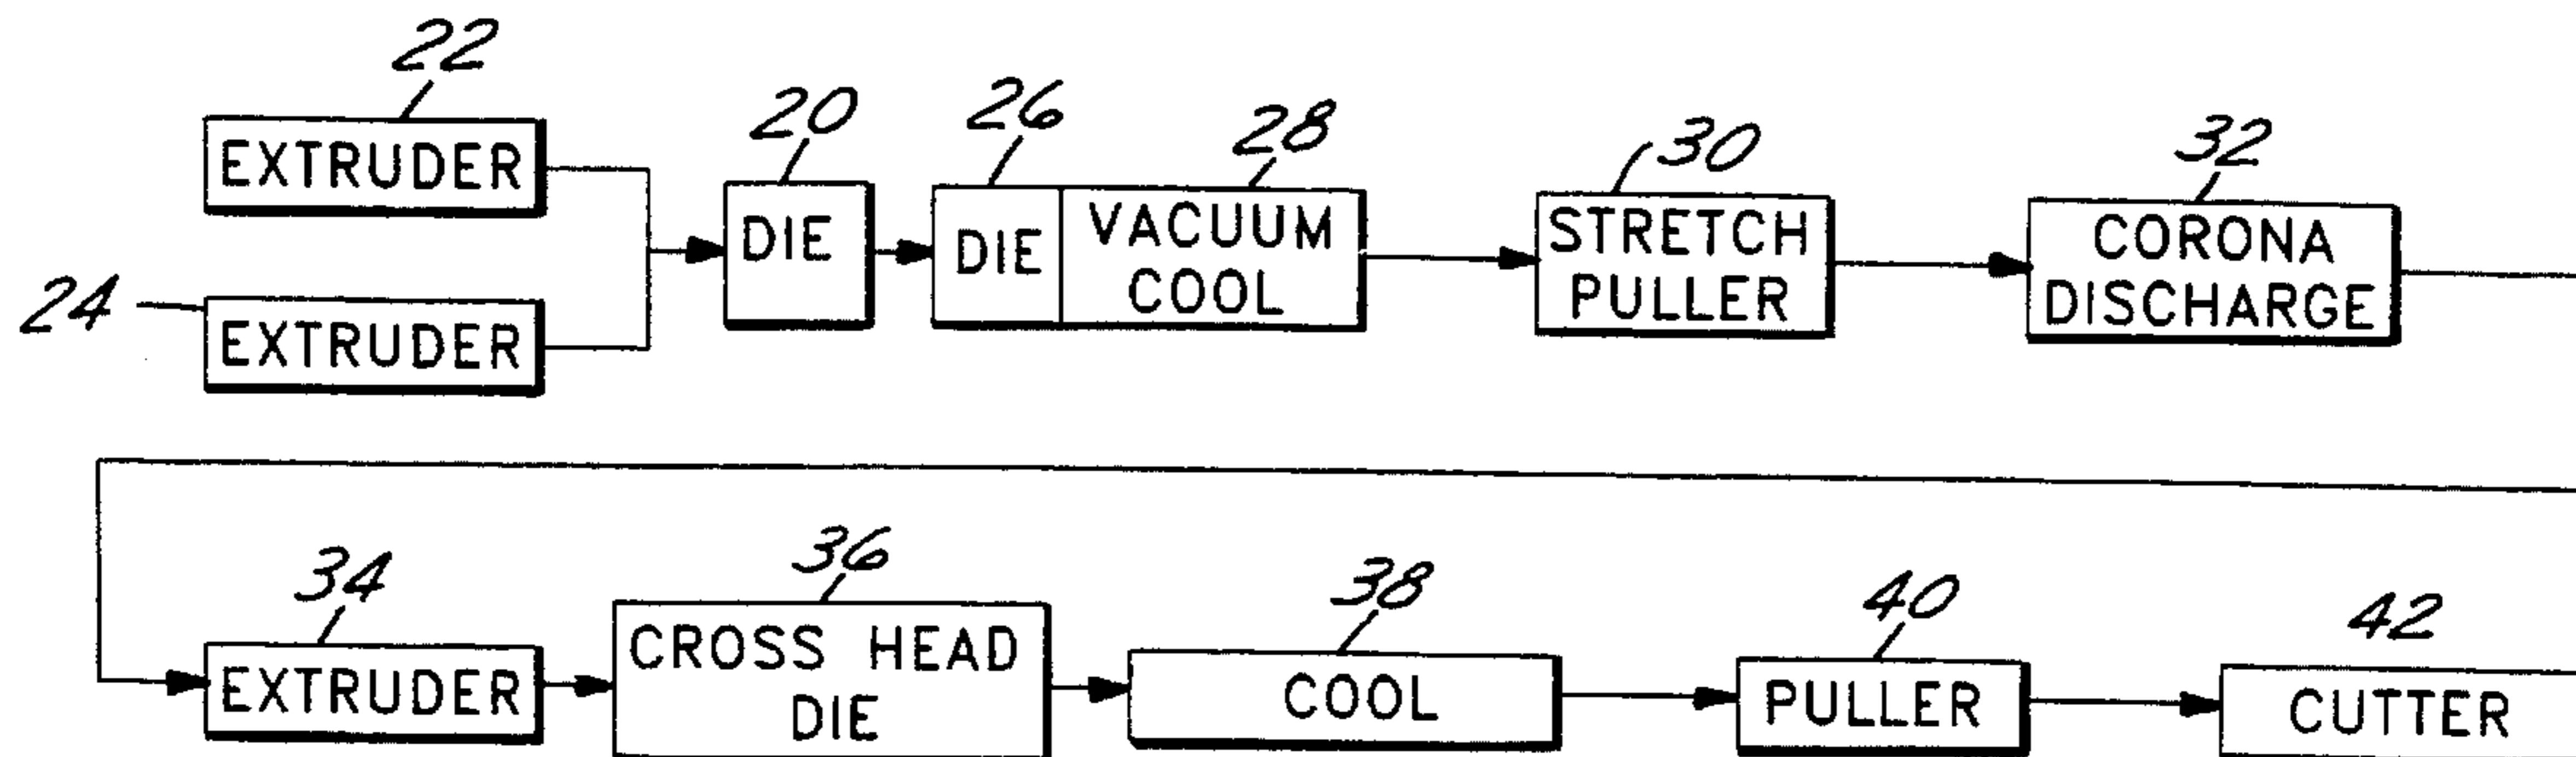 22
EXTRUDER
20
DIE
26
DIE
28
VACUUM
COOL
30
STRETCH
PULLER
32
CORONA
DISCHARGE
24
EXTRUDER
34
EXTRUDER
36
CROSS HEAD
DIE
38
COOL
40
PULLER
42
CUTTER